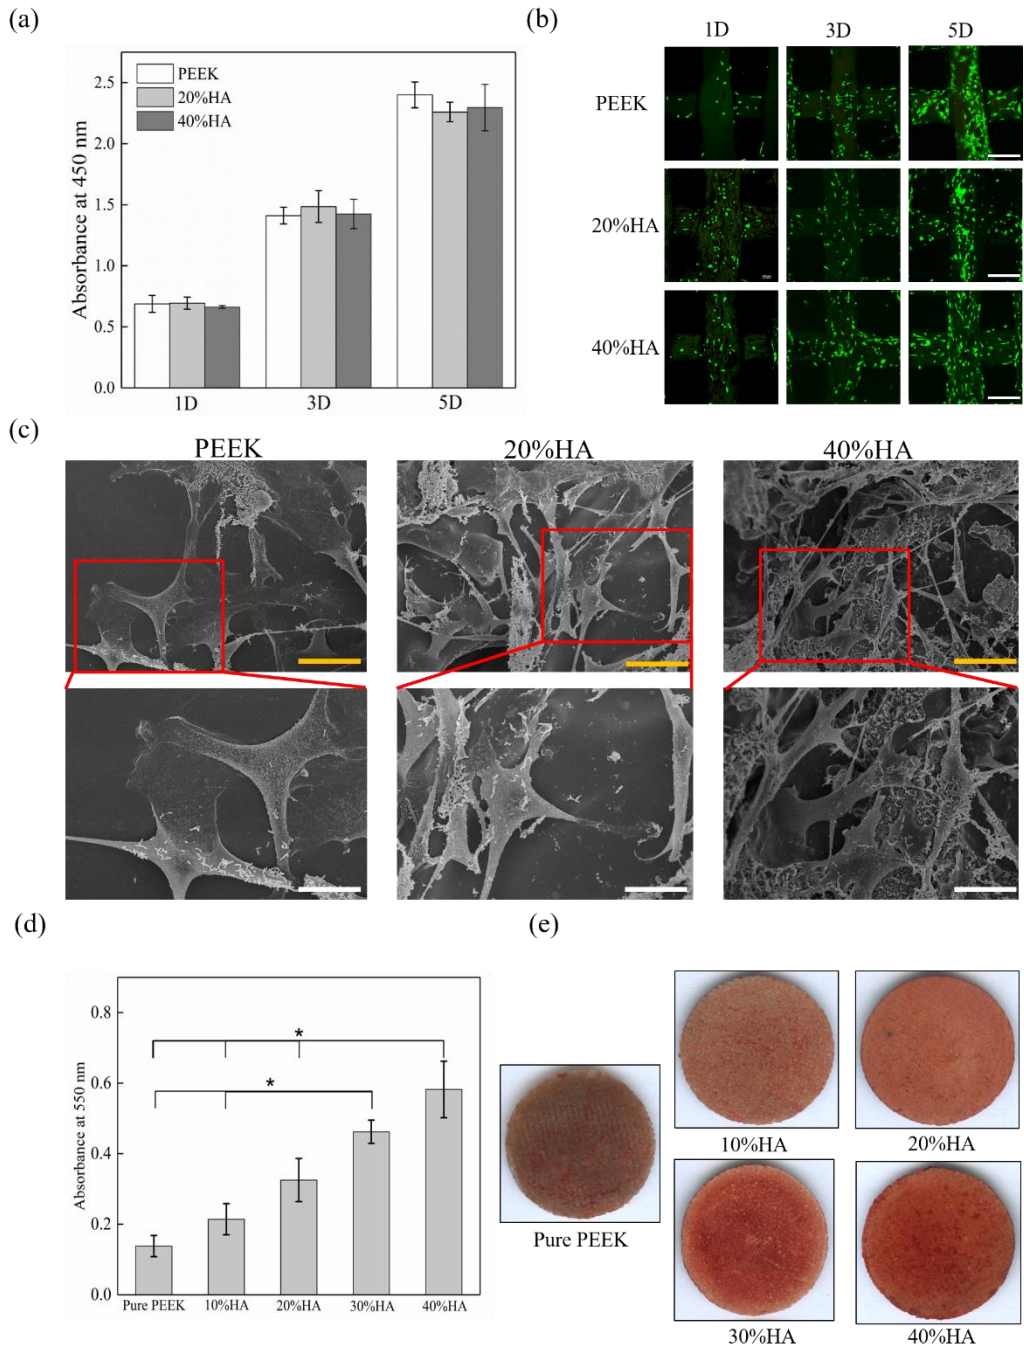 (a)
Absorbance at 450 nm
2.5
2.0
1.5
1.0
0.5
0.0
PEEK
20%HA
40%HA
1D
3D
5D
(b)
1D
3D
5D
PEEK
20%HA
40%HA
(c)
PEEK
20%HA
40%HA
(d)
Absorbance at 550 nm
0.8
0.6
0.4
0.2
0.0
*
*
Pure PEEK
10%HA
20%HA
30%HA
40%HA
(e)
Pure PEEK
10%HA
20%HA
30%HA
40%HA